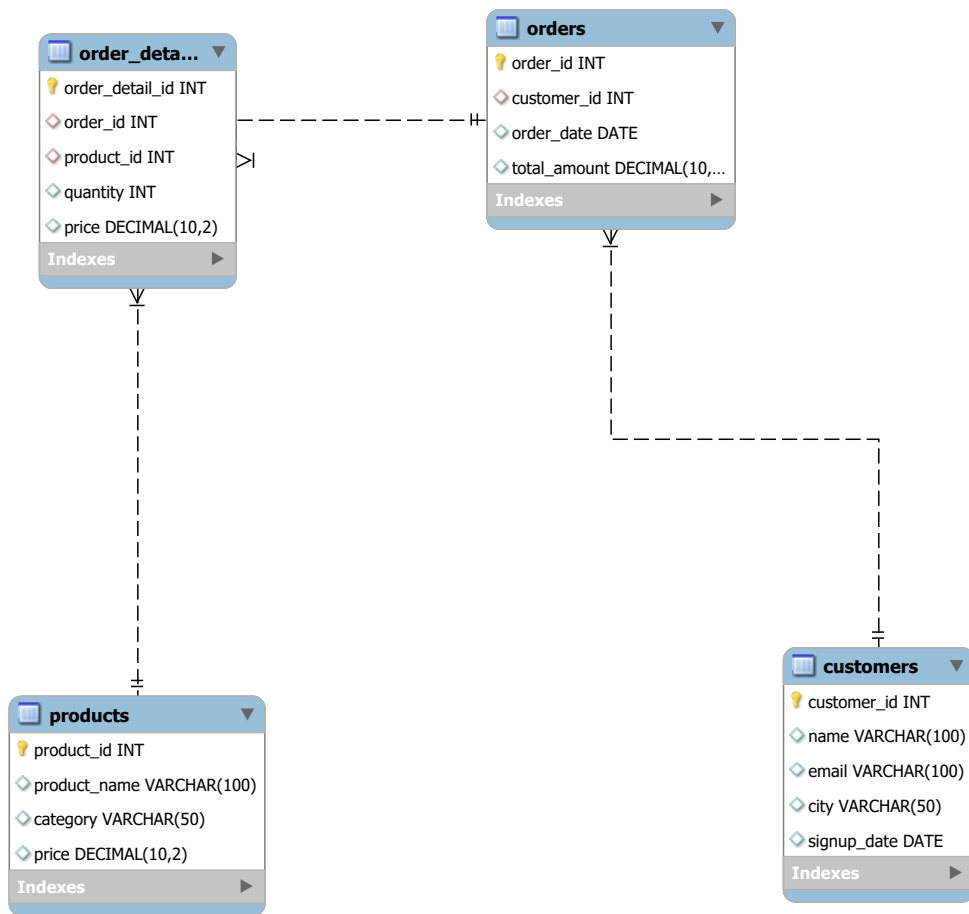 order_deta...
order_detail_id INT
order_id INT
product_id INT
quantity INT
price DECIMAL(10,2)
Indexes
orders
order_id INT
customer_id INT
order_date DATE
total_amount DECIMAL(10,...
Indexes
products
product_id INT
product_name VARCHAR(100)
category VARCHAR(50)
price DECIMAL(10,2)
Indexes
customers
customer_id INT
name VARCHAR(100)
email VARCHAR(100)
city VARCHAR(50)
signup_date DATE
Indexes